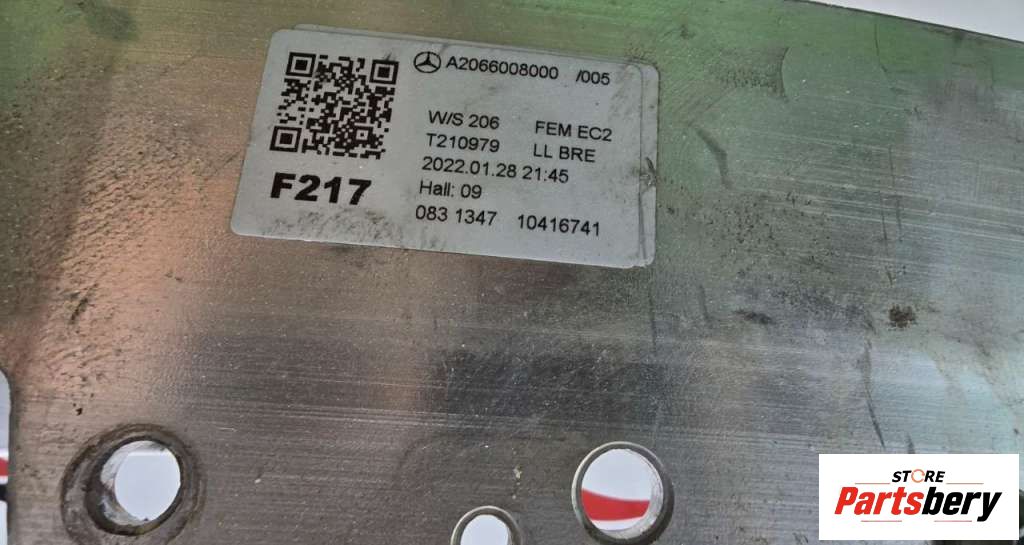 A2066008000 /005
W/S 206 FEM EC2
T210979 LL BRE
2022.01.28 21:45
Hall: 09
083 1347 10416741
F217
STORE
Partsbery